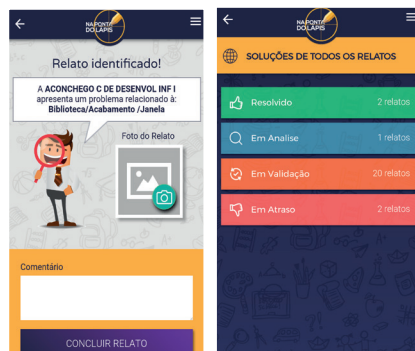 NA PONTA
DO LÁPIS
Relato identificado!
A ACONCHEGO C DE DESENVOL INF I
apresenta um problema relacionado à:
Biblioteca/Acabamento /Janela
Foto do Relato
Comentário
CONCLUIR RELATO
NA PONTA
DO LÁPIS
SOLUÇÕES DE TODOS OS RELATOS
Resolvido 2 relatos
Em Analise 1 relatos
Em Validação 20 relatos
Em Atraso 2 relatos